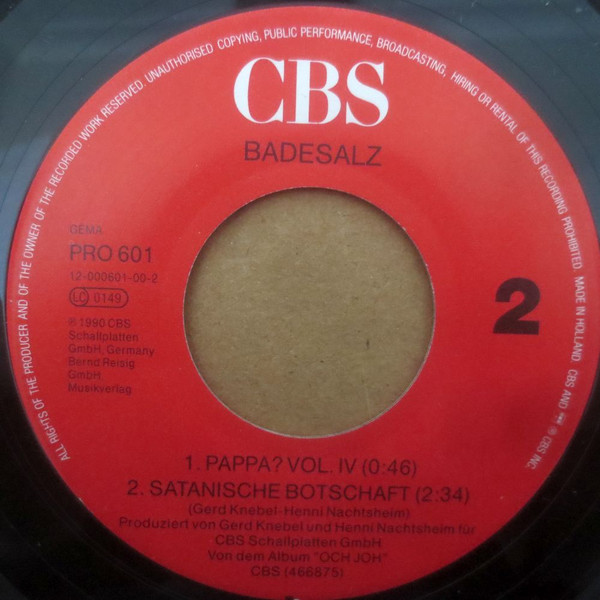 ALL RIGHTS OF THE PRODUCER AND OF THE OWNER OF THE RECORDED WORK RESERVED. UNAUTHORISED COPYING, PUBLIC PERFORMANCE, BROADCASTING, HIRING OR RENTAL OF THIS RECORDING PROHIBITED. MADE IN HOLLAND. CBS AND ® CBS INC.
CBS
BADESALZ
GEMA
PRO 601
12-000601-00-2
LC 0149
℗ 1990 CBS
Schallplatten
GmbH, Germany
Bernd Reisig
GmbH
Musikverlag
2
1. PAPPA? VOL. IV (0:46)
2. SATANISCHE BOTSCHAFT (2:34)
(Gerd Knebel-Henni Nachtsheim)
Produziert von Gerd Knebel und Henni Nachtsheim für
CBS Schallplatten GmbH
Von dem Album "OCH JOH"
CBS (466875)